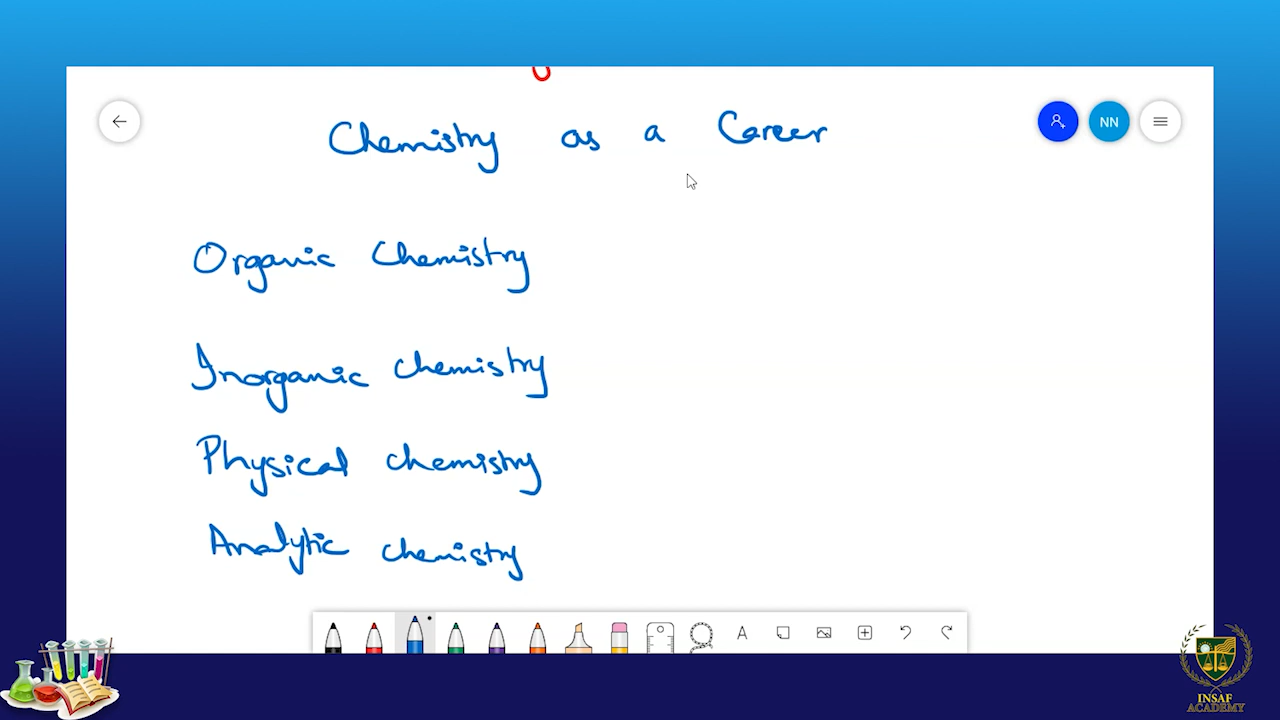 Chemistry as a Career
NN
Organic Chemistry
Inorganic chemistry
Physical chemistry
Analytic chemistry
A
INSAF
ACADEMY